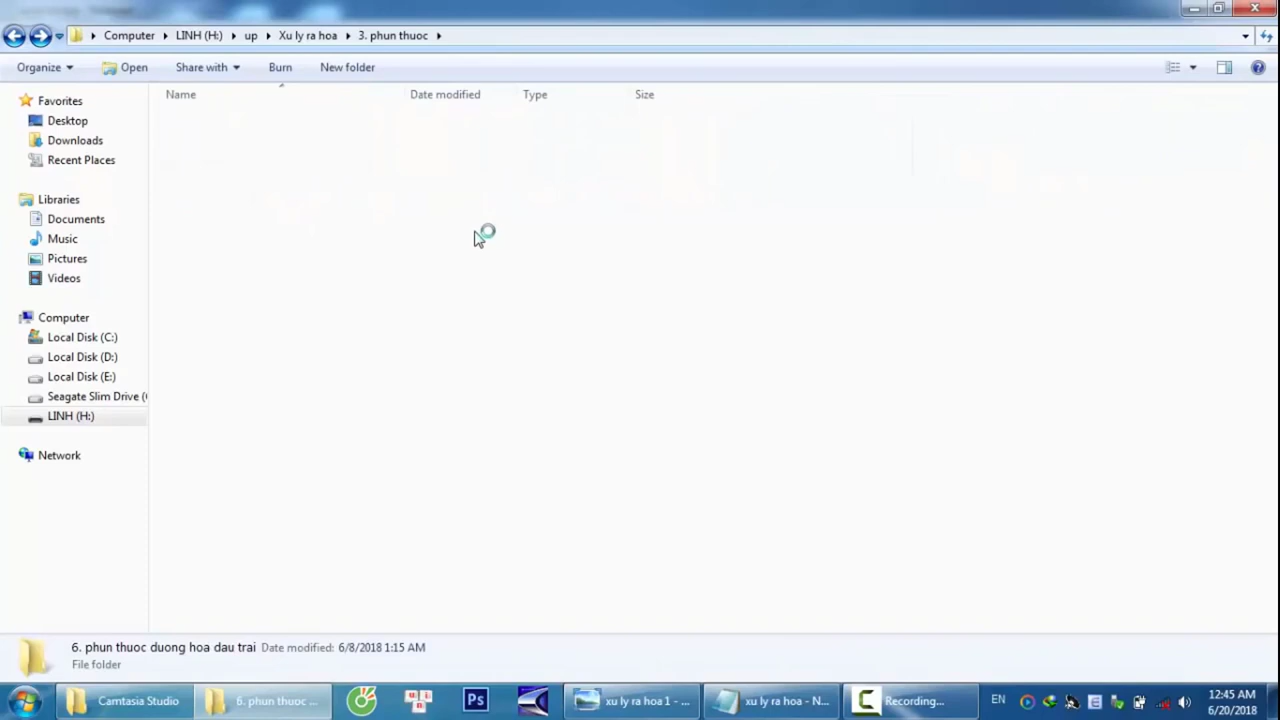 Computer
LINH (H:)
up
Xu ly ra hoa
3. phun thuoc
Organize
Open
Share with
Burn
New folder
Name
Date modified
Type
Size
Favorites
Desktop
Downloads
Recent Places
Libraries
Documents
Music
Pictures
Videos
Computer
Local Disk (C:)
Local Disk (D:)
Local Disk (E:)
Seagate Slim Drive (
LINH (H:)
Network
6. phun thuoc duong hoa dau trai Date modified: 6/8/2018 1:15 AM
File folder
Camtasia Studio
6. phun thuoc ...
Ps
xu ly ra hoa 1 - ...
xu ly ra hoa - N...
Recording...
EN
12:45 AM
6/20/2018